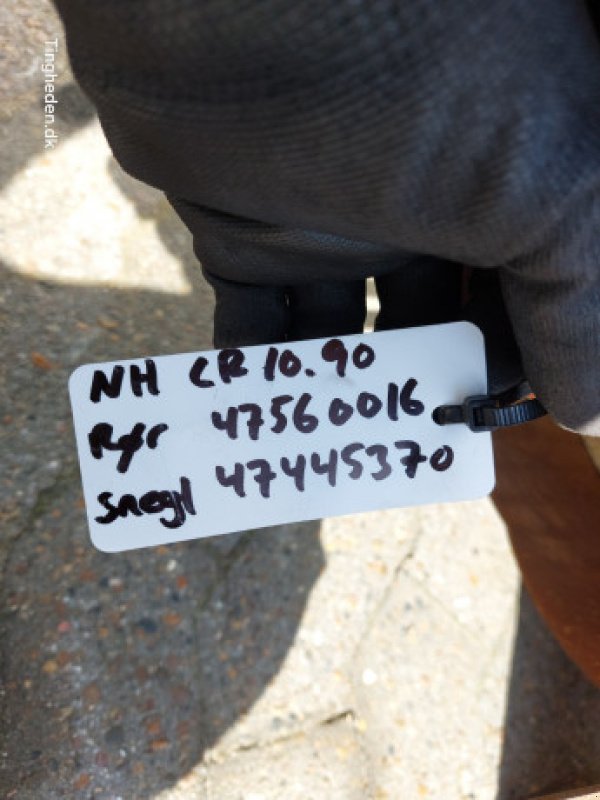 Tingheden.dk
NH CR 10.90
Rør 47560016
Snegl 47445370